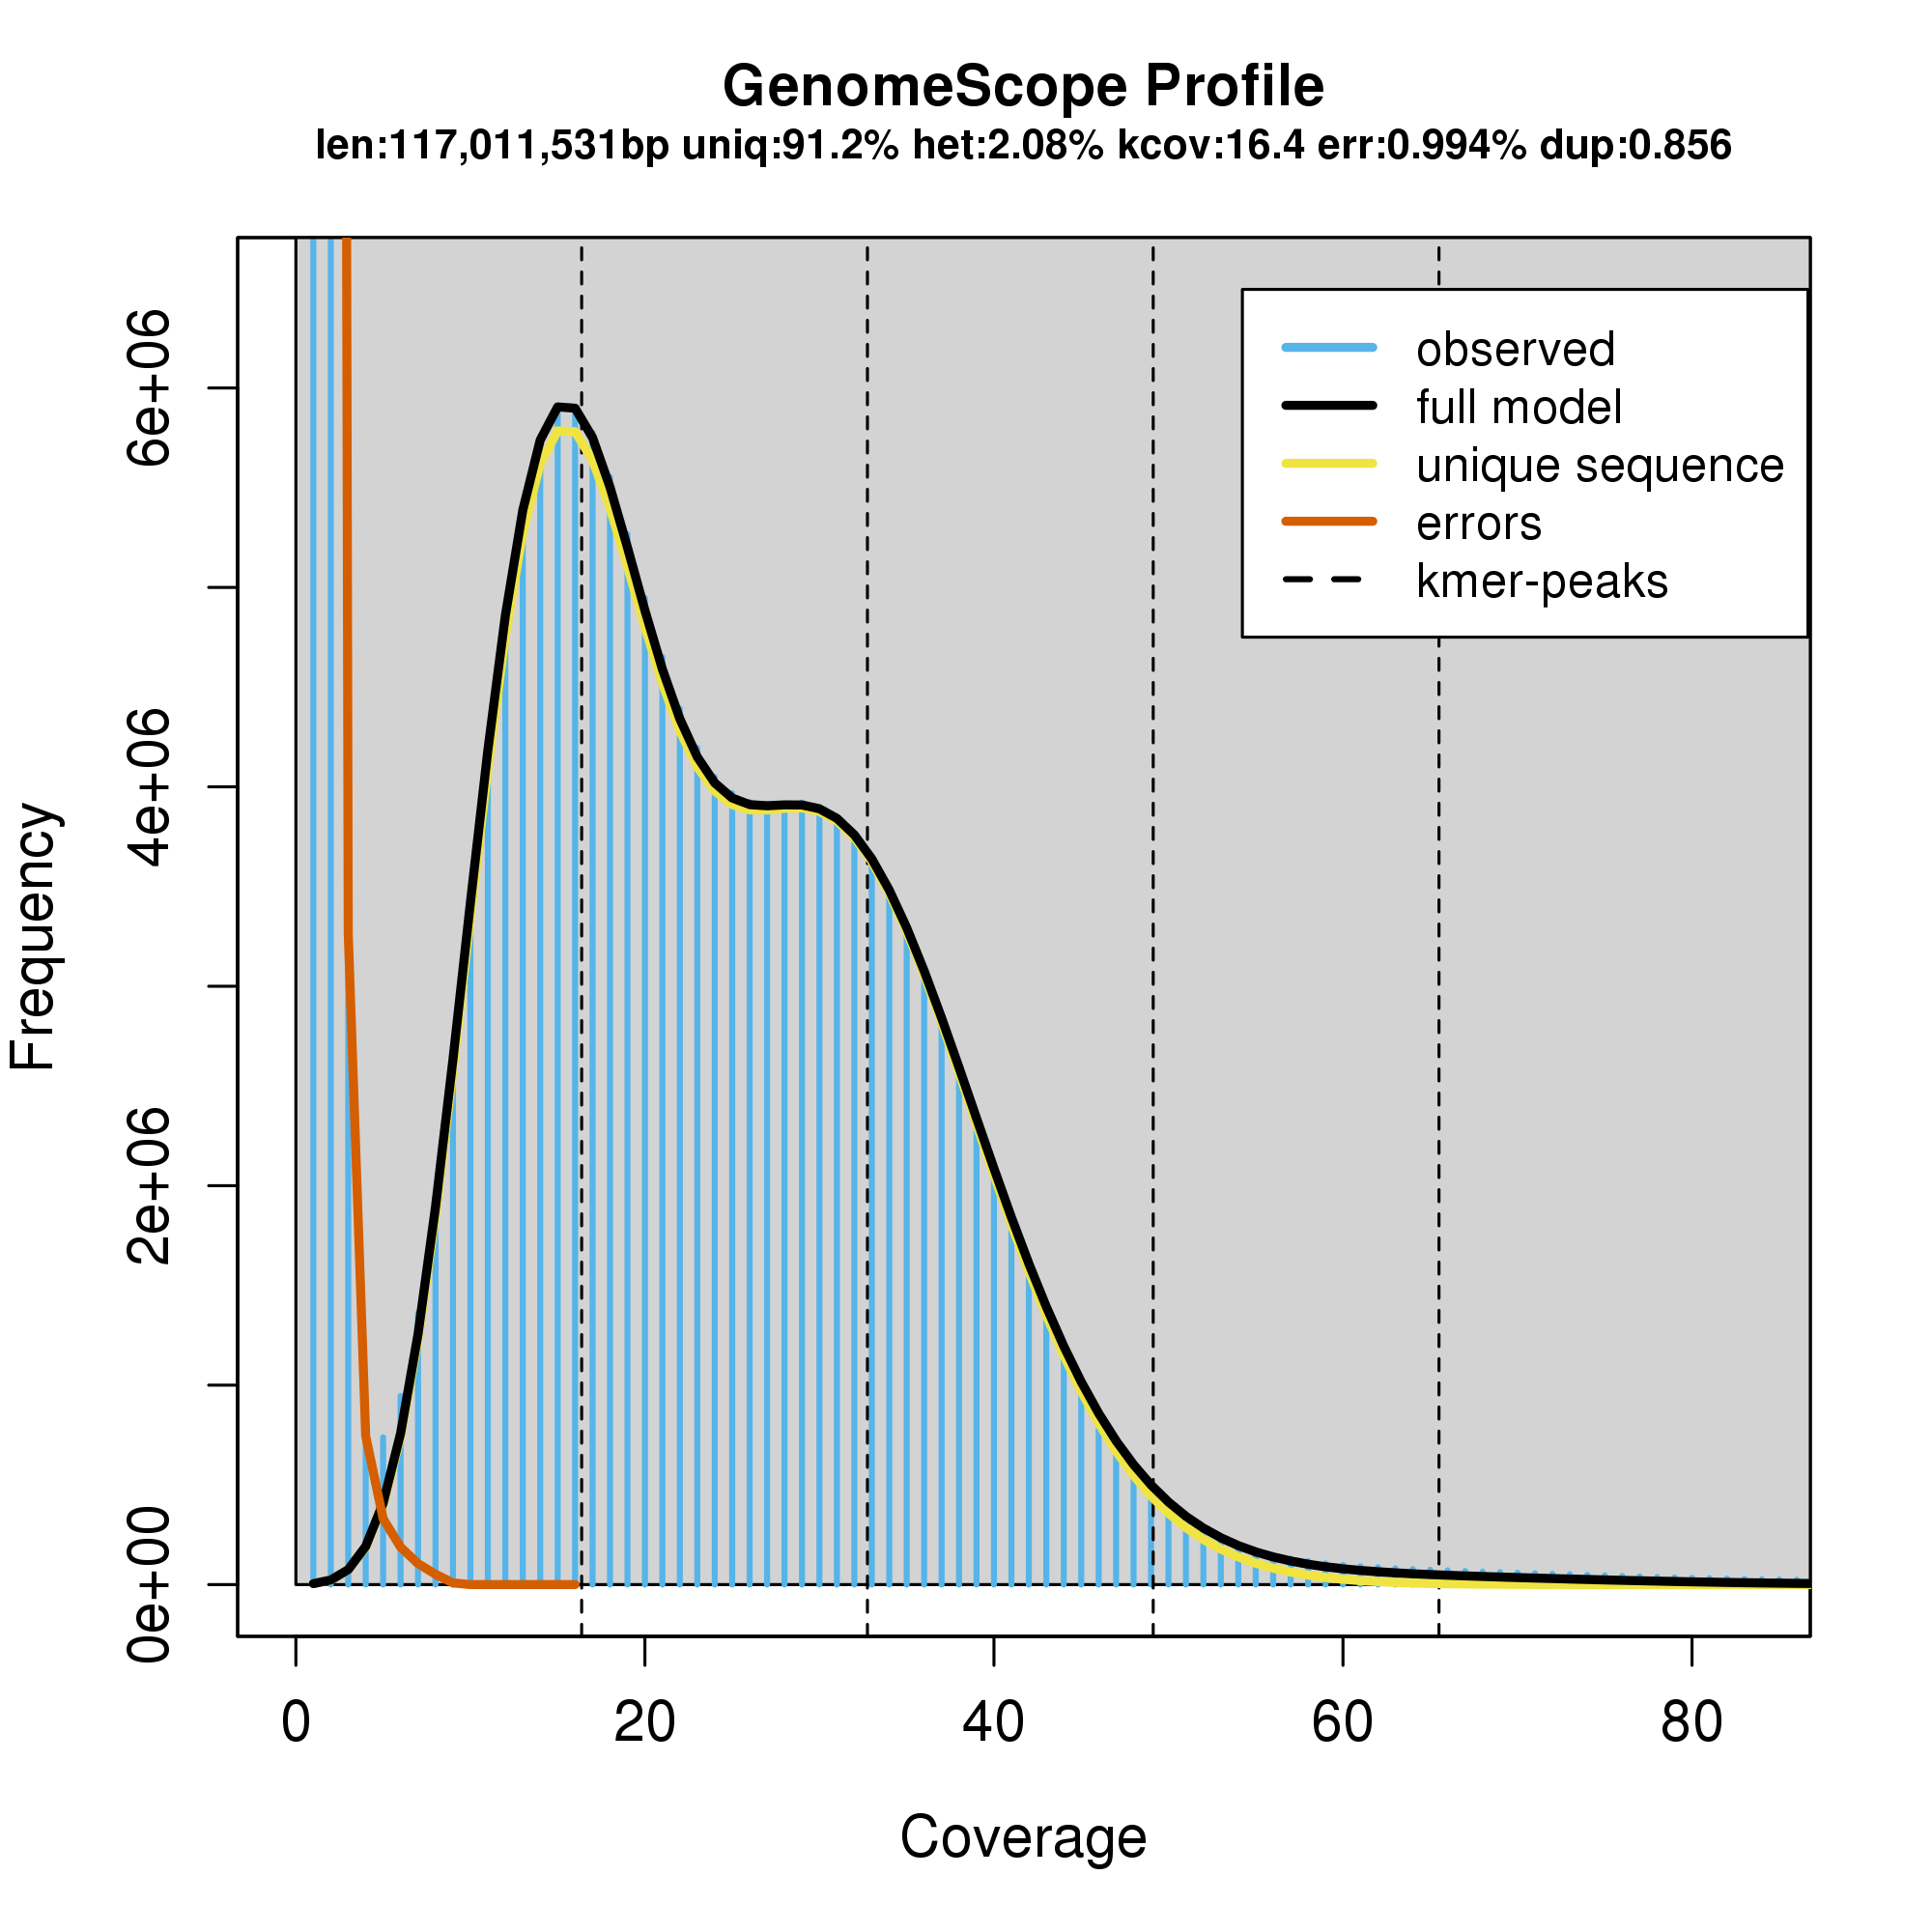 GenomeScope Profile
len:117,011,531bp uniq:91.2% het:2.08% kcov:16.4 err:0.994% dup:0.856
observed
full model
unique sequence
errors
kmer-peaks
Frequency
6e+06
4e+06
2e+06
0e+00
0 20 40 60 80
Coverage